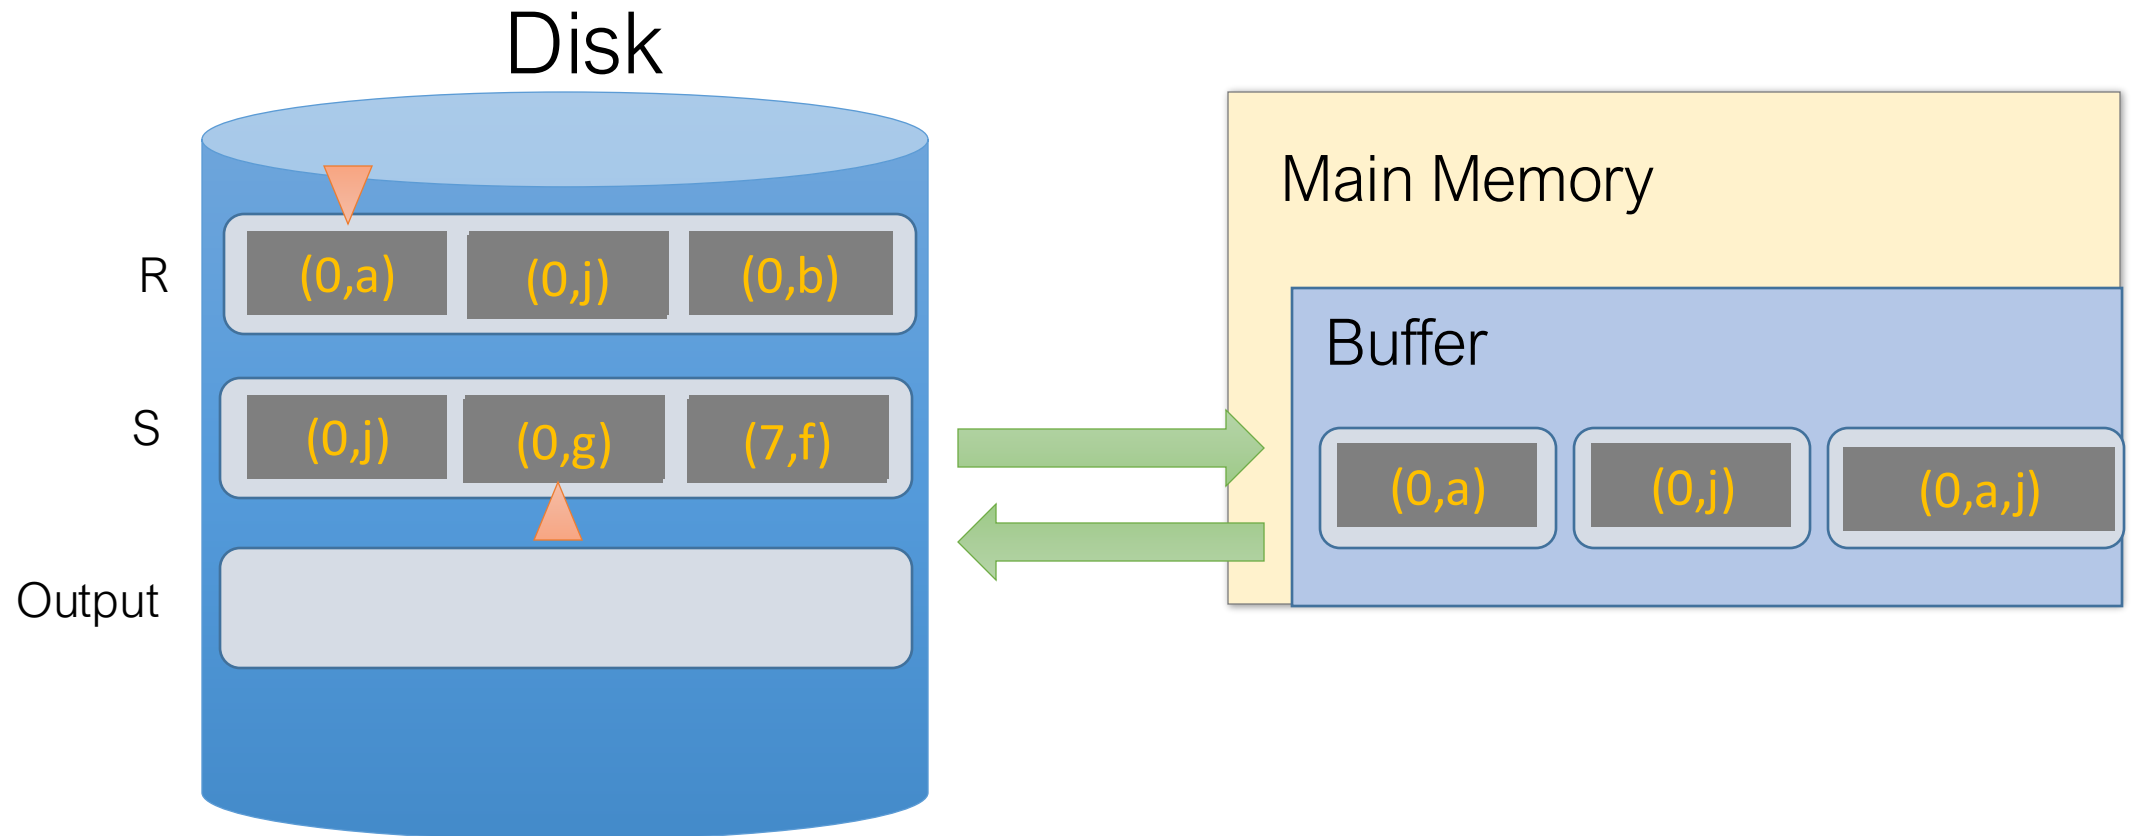 Disk
Main Memory
R
(0,a) (0,j) (0,b)
Buffer
S
(0,j) (0,g) (7,f)
(0,a) (0,j) (0,a,j)
Output